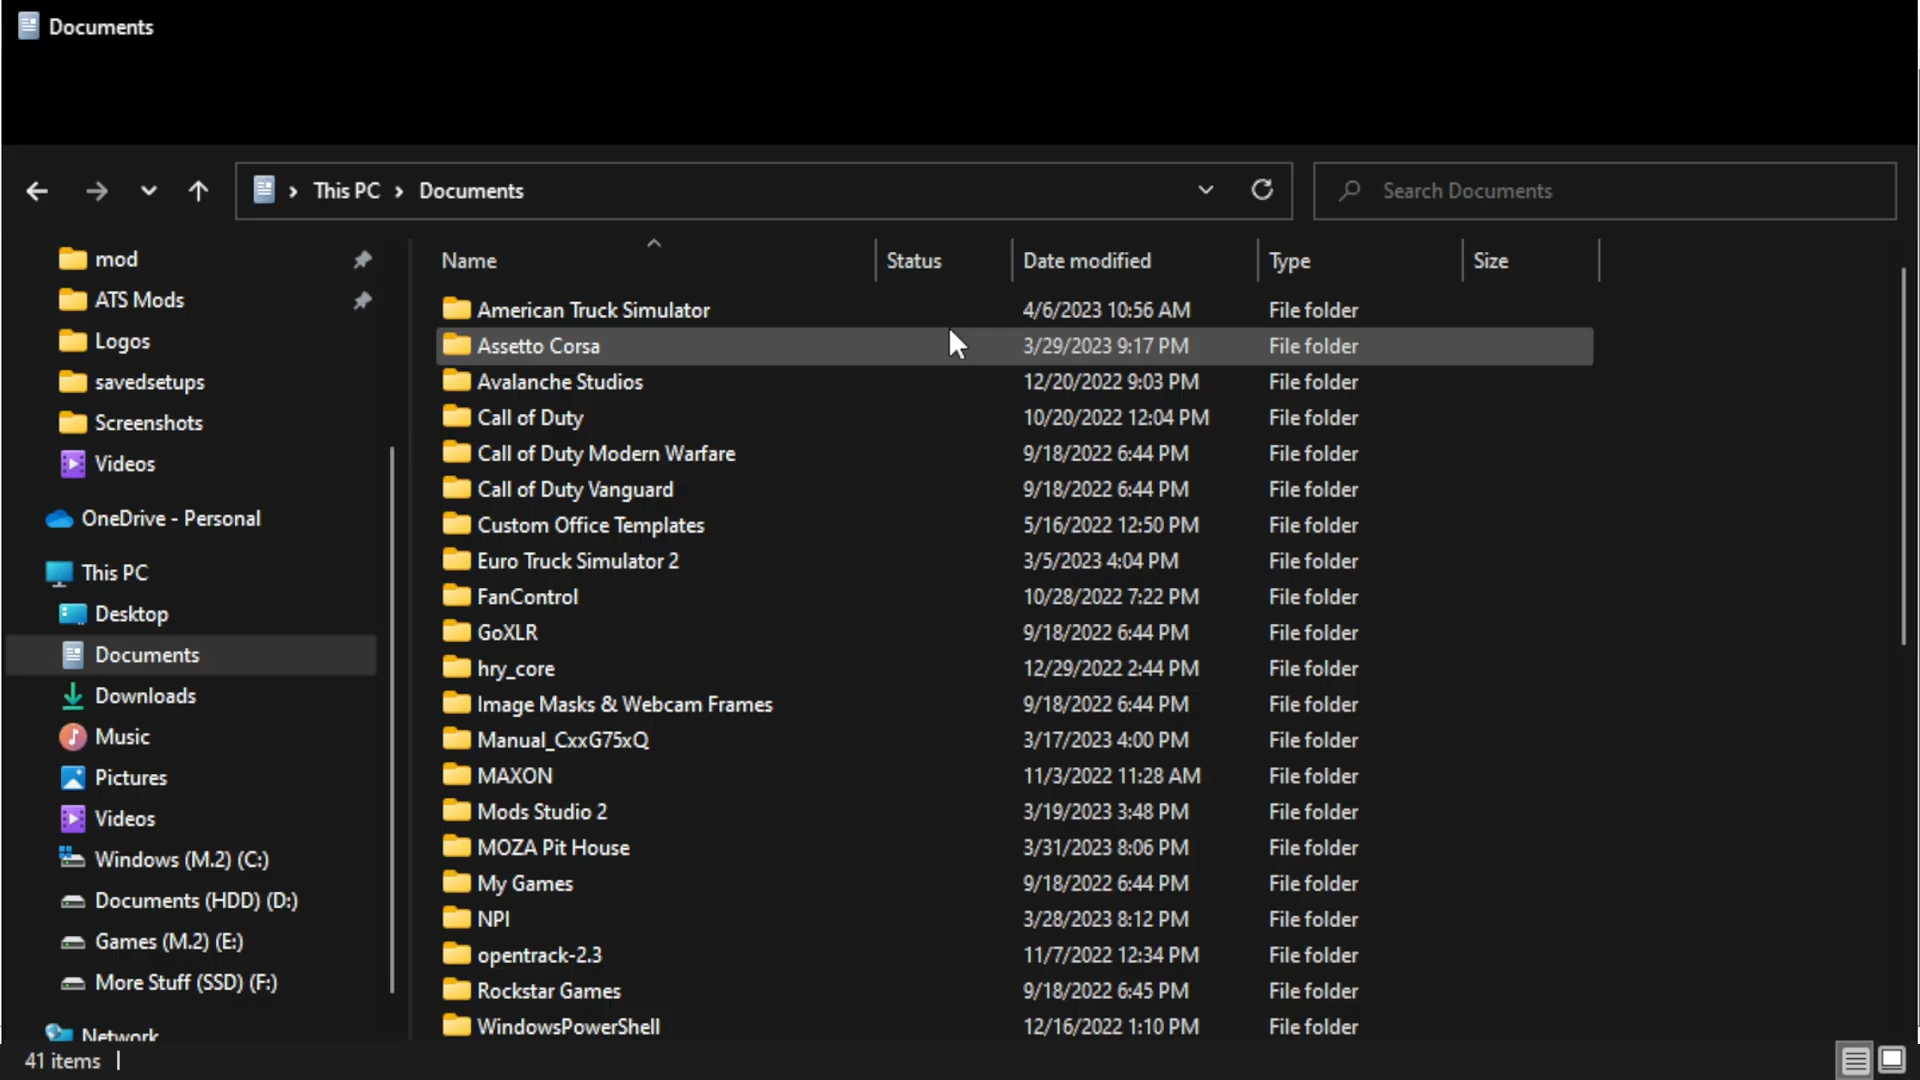 Documents
This PC Documents
Search Documents
mod
ATS Mods
Logos
savedsetups
Screenshots
Videos
OneDrive - Personal
This PC
Desktop
Documents
Downloads
Music
Pictures
Videos
Windows (M.2) (C:)
Documents (HDD) (D:)
Games (M.2) (E:)
More Stuff (SSD) (F:)
Network
Name Status Date modified Type Size
American Truck Simulator 4/6/2023 10:56 AM File folder
Assetto Corsa 3/29/2023 9:17 PM File folder
Avalanche Studios 12/20/2022 9:03 PM File folder
Call of Duty 10/20/2022 12:04 PM File folder
Call of Duty Modern Warfare 9/18/2022 6:44 PM File folder
Call of Duty Vanguard 9/18/2022 6:44 PM File folder
Custom Office Templates 5/16/2022 12:50 PM File folder
Euro Truck Simulator 2 3/5/2023 4:04 PM File folder
FanControl 10/28/2022 7:22 PM File folder
GoXLR 9/18/2022 6:44 PM File folder
hry_core 12/29/2022 2:44 PM File folder
Image Masks & Webcam Frames 9/18/2022 6:44 PM File folder
Manual_CxxG75xQ 3/17/2023 4:00 PM File folder
MAXON 11/3/2022 11:28 AM File folder
Mods Studio 2 3/19/2023 3:48 PM File folder
MOZA Pit House 3/31/2023 8:06 PM File folder
My Games 9/18/2022 6:44 PM File folder
NPI 3/28/2023 8:12 PM File folder
opentrack-2.3 11/7/2022 12:34 PM File folder
Rockstar Games 9/18/2022 6:45 PM File folder
WindowsPowerShell 12/16/2022 1:10 PM File folder
41 items